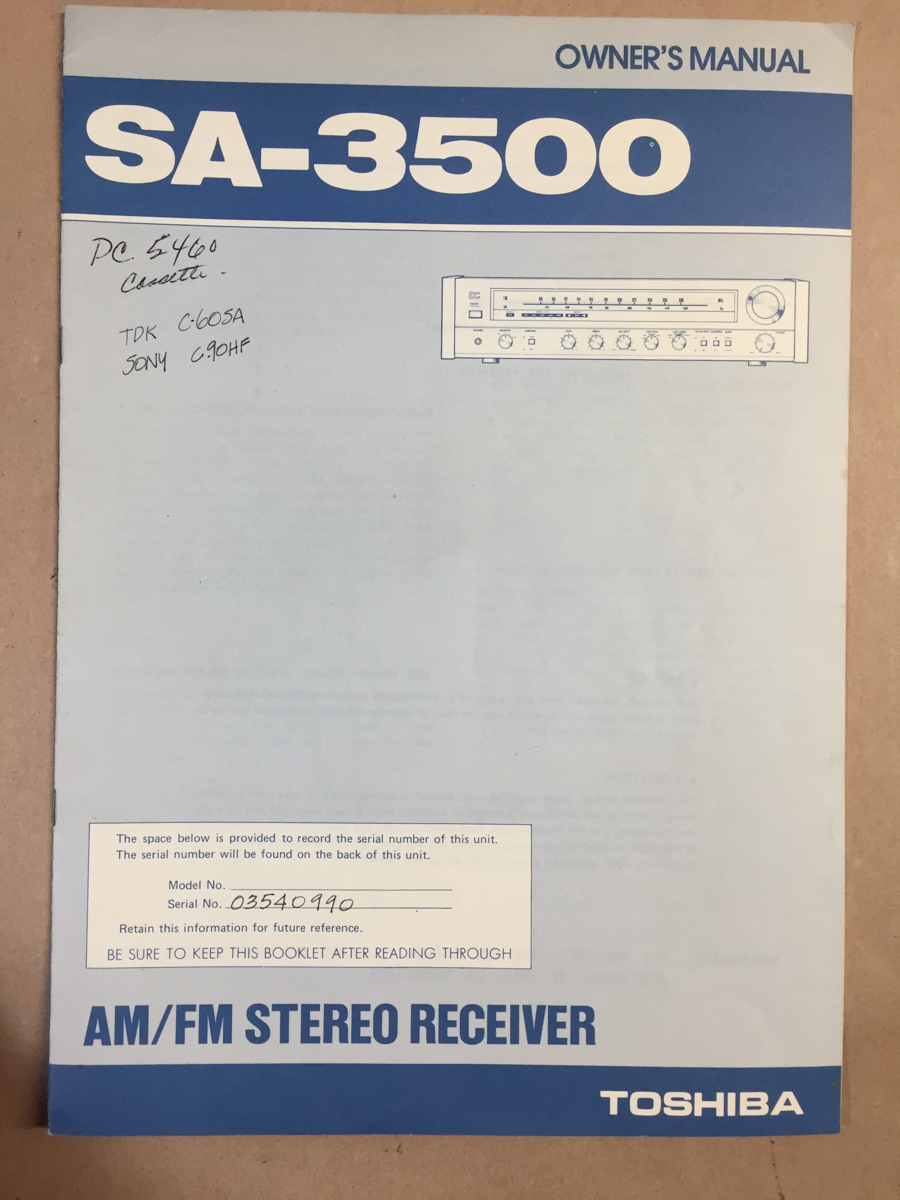 OWNER'S MANUAL
SA-3500
PC. 5460
Cassette -
TDK C-60SA
SONY C.90HF
DC
The space below is provided to record the serial number of this unit.
The serial number will be found on the back of this unit.
Model No.
Serial No. 03540990
Retain this information for future reference.
BE SURE TO KEEP THIS BOOKLET AFTER READING THROUGH
AM/FM STEREO RECEIVER
TOSHIBA